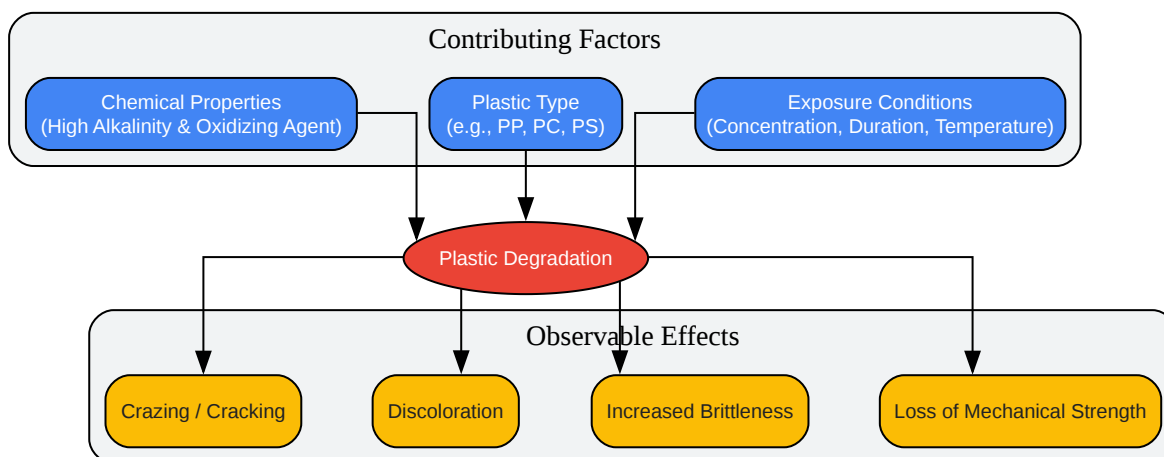 Contributing Factors
Chemical Properties
(High Alkalinity & Oxidizing Agent)
Plastic Type
(e.g., PP, PC, PS)
Exposure Conditions
(Concentration, Duration, Temperature)
Plastic Degradation
Observable Effects
Crazing / Cracking
Discoloration
Increased Brittleness
Loss of Mechanical Strength